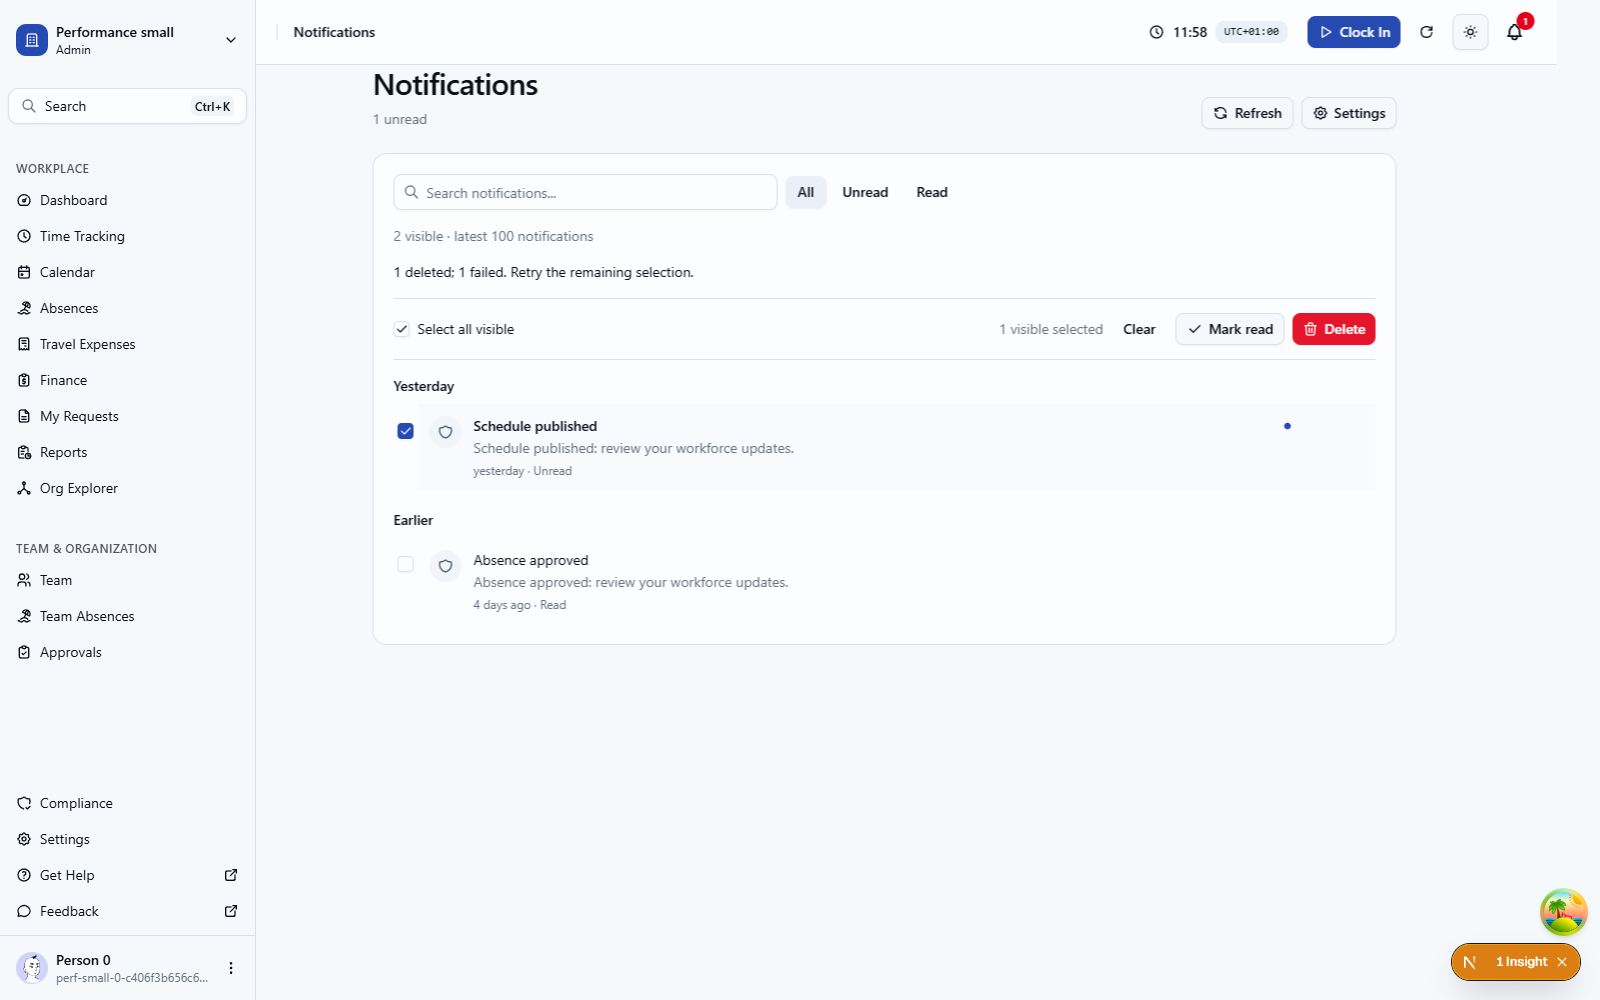 Performance small
Admin
Search
Ctrl+K
WORKPLACE
Dashboard
Time Tracking
Calendar
Absences
Travel Expenses
Finance
My Requests
Reports
Org Explorer
TEAM & ORGANIZATION
Team
Team Absences
Approvals
Compliance
Settings
Get Help
Feedback
Person 0
perf-small-0-c406f3b656c6...
Notifications
11:58
UTC+01:00
Clock In
1
Notifications
1 unread
Refresh
Settings
Search notifications...
All
Unread
Read
2 visible · latest 100 notifications
1 deleted; 1 failed. Retry the remaining selection.
Select all visible
1 visible selected
Clear
Mark read
Delete
Yesterday
Schedule published
Schedule published: review your workforce updates.
yesterday · Unread
Earlier
Absence approved
Absence approved: review your workforce updates.
4 days ago · Read
N
1 Insight